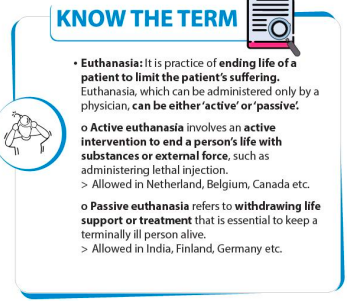 KNOW THE TERM
• Euthanasia: It is practice of ending life of a
patient to limit the patient's suffering.
Euthanasia, which can be administered only by a
physician, can be either 'active' or 'passive'.
o Active euthanasia involves an active
intervention to end a person's life with
substances or external force, such as
administering lethal injection.
> Allowed in Netherland, Belgium, Canada etc.
o Passive euthanasia refers to withdrawing life
support or treatment that is essential to keep a
terminally ill person alive.
> Allowed in India, Finland, Germany etc.